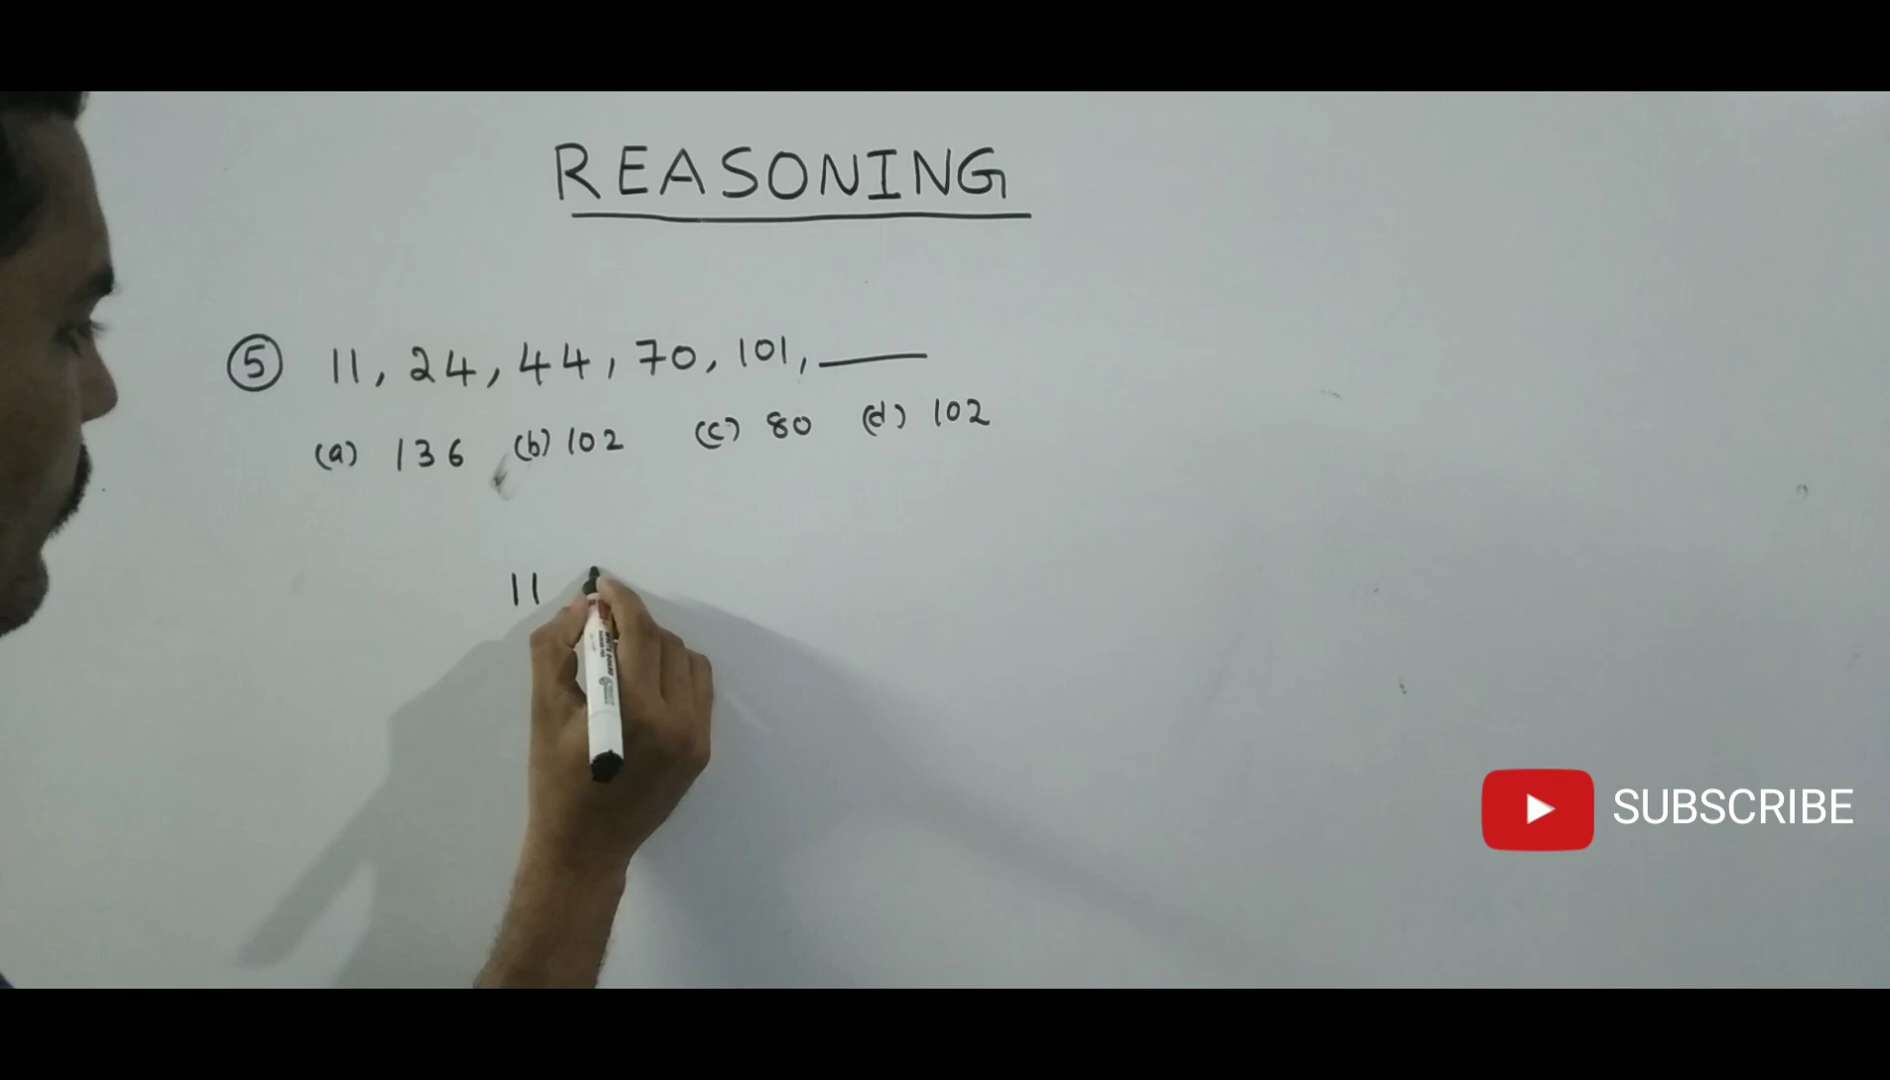 REASONING
5 11, 24, 44, 70, 101, ____
(a) 136 (b) 102 (c) 80 (d) 102
11
SUBSCRIBE